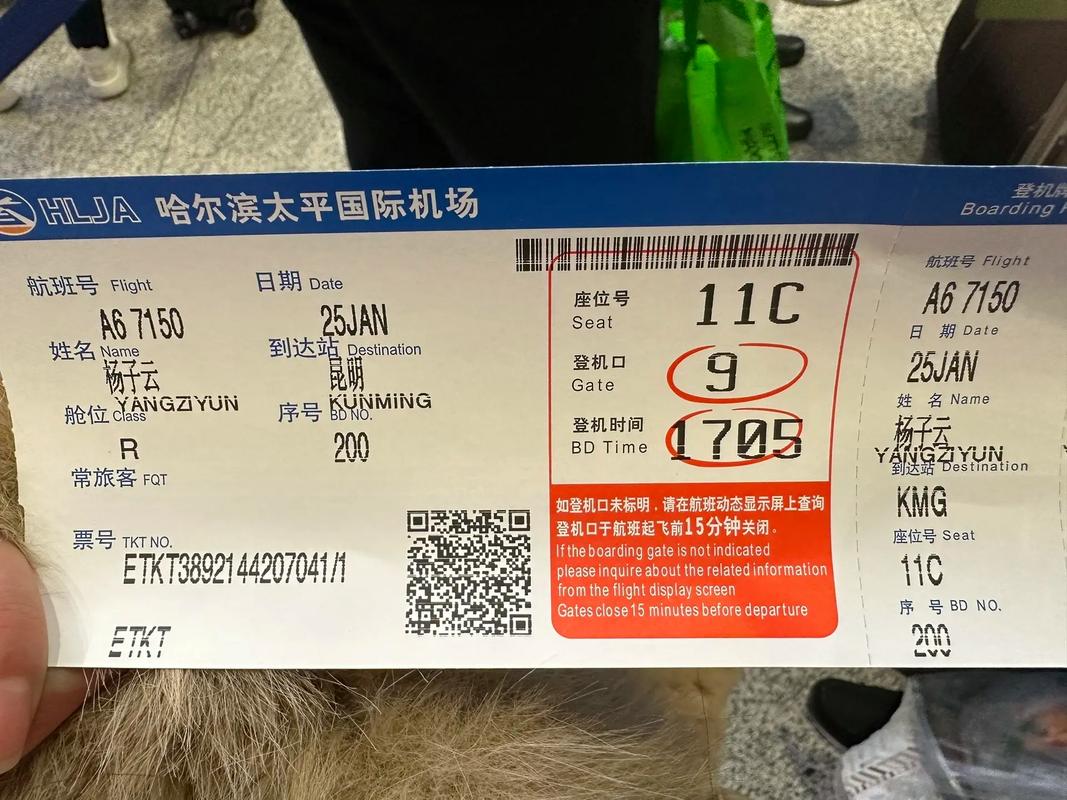 HLJA 哈尔滨太平国际机场
登机牌
Boarding
航班号 Flight
A6 7150
日期 Date
25JAN
姓名 Name
杨子云
YANGZIYUN
到达站 Destination
昆明
KUNMING
舱位 Class
R
序号 BD NO.
200
常旅客 FQT
票号 TKT NO.
ETKT3892144207041/1
ETKT
座位号
Seat
11C
登机口
Gate
9
登机时间
BD Time
1705
如登机口未标明，请在航班动态显示屏上查询
登机口于航班起飞前15分钟关闭。
If the boarding gate is not indicated
please inquire about the related information
from the flight display screen
Gates close 15 minutes before departure
航班号 Flight
A6 7150
日 期 Date
25JAN
姓 名 Name
杨子云
YANGZIYUN
到达站 Destination
KMG
座位号 Seat
11C
序 号 BD NO.
200